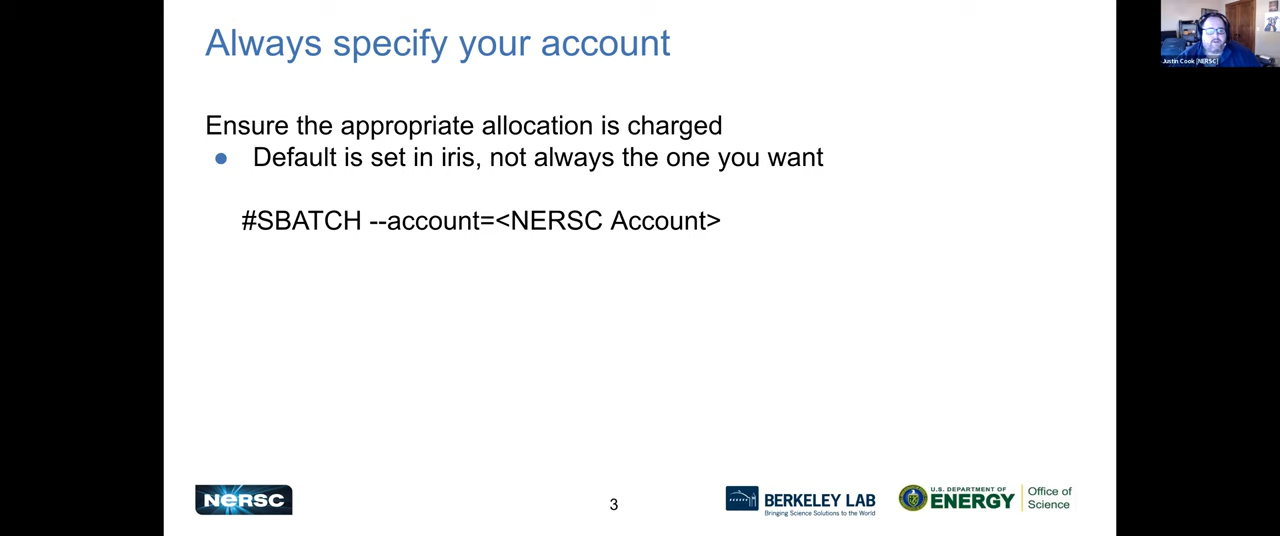 Always specify your account
Justin Cook [NERSC]
Ensure the appropriate allocation is charged
● Default is set in iris, not always the one you want
#SBATCH --account=<NERSC Account>
NERSC
3
BERKELEY LAB
Bringing Science Solutions to the World
U.S. DEPARTMENT OF
ENERGY
Office of
Science